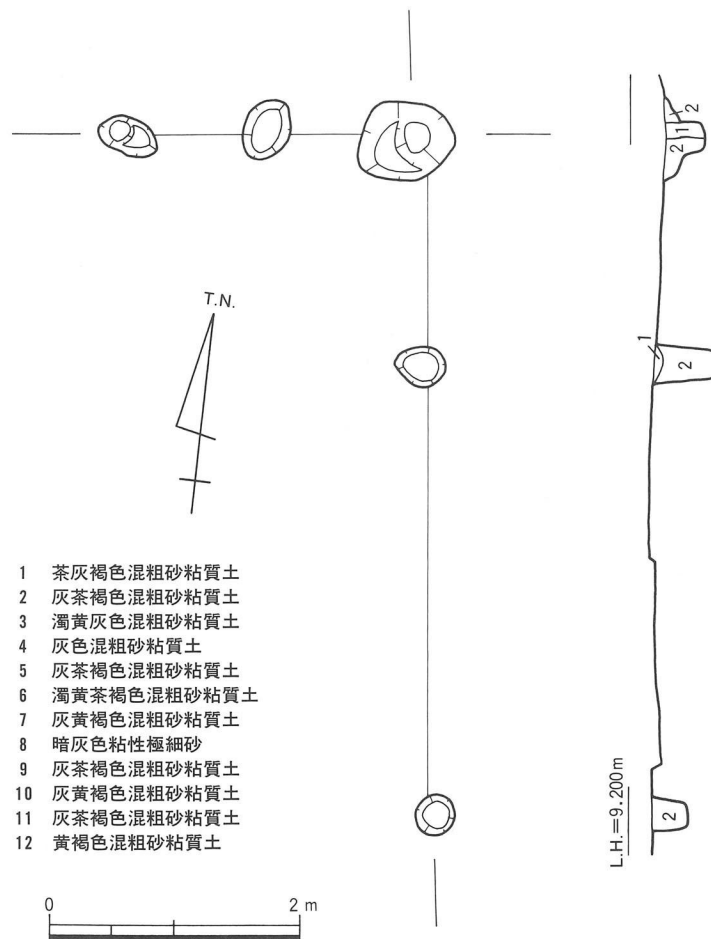 2
1
2
T.N.
1
2
1 茶灰褐色混粗砂粘質土
2 灰茶褐色混粗砂粘質土
3 濁黄灰色混粗砂粘質土
4 灰色混粗砂粘質土
5 灰茶褐色混粗砂粘質土
6 濁黄茶褐色混粗砂粘質土
7 灰黄褐色混粗砂粘質土
8 暗灰色粘性極細砂
9 灰茶褐色混粗砂粘質土
10 灰黄褐色混粗砂粘質土
11 灰茶褐色混粗砂粘質土
12 黄褐色混粗砂粘質土
2
L.H.=9.200m
0 2 m